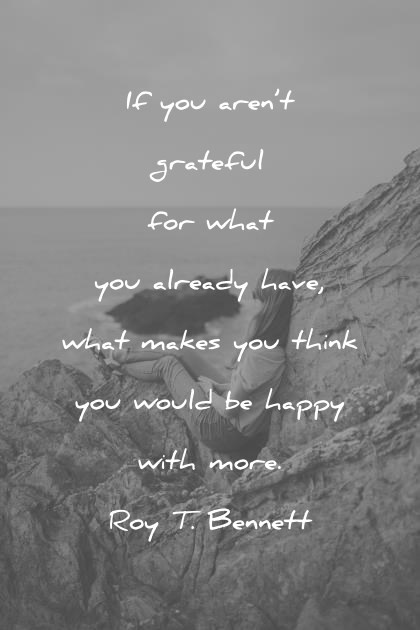 If you aren't
grateful
for what
you already have,
what makes you think
you would be happy
with more.
Roy T. Bennett